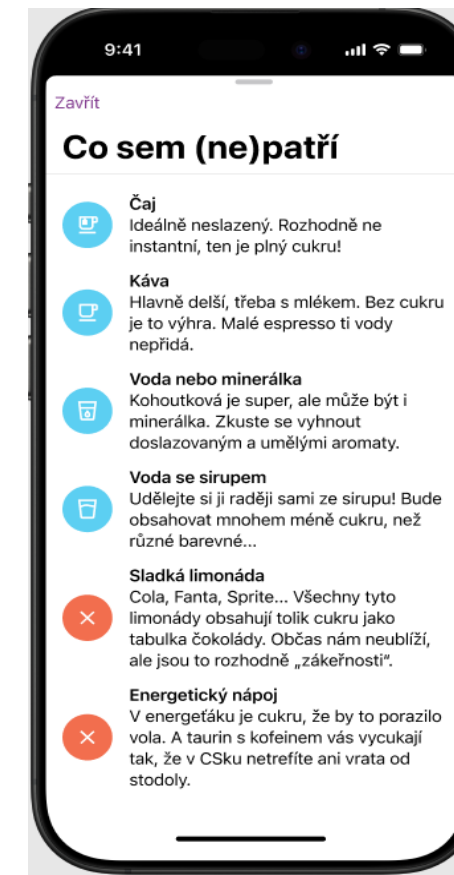 9:41
Zavřít
Co sem (ne)patří
Čaj
Ideálně neslazený. Rozhodně ne
instantní, ten je plný cukru!
Káva
Hlavně delší, třeba s mlékem. Bez cukru
je to výhra. Malé espresso ti vody
nepřidá.
Voda nebo minerálka
Kohoutková je super, ale může být i
minerálka. Zkuste se vyhnout
doslazovaným a umělými aromaty.
Voda se sirupem
Udělejte si ji raději sami ze sirupu! Bude
obsahovat mnohem méně cukru, než
různé barevné...
Sladká limonáda
Cola, Fanta, Sprite... Všechny tyto
limonády obsahují tolik cukru jako
tabulka čokolády. Občas nám neublíží,
ale jsou to rozhodně „zákeřnosti“.
Energetický nápoj
V energeťáku je cukru, že by to porazilo
vola. A taurin s kofeinem vás vycukají
tak, že v CSku netrefíte ani vrata od
stodoly.